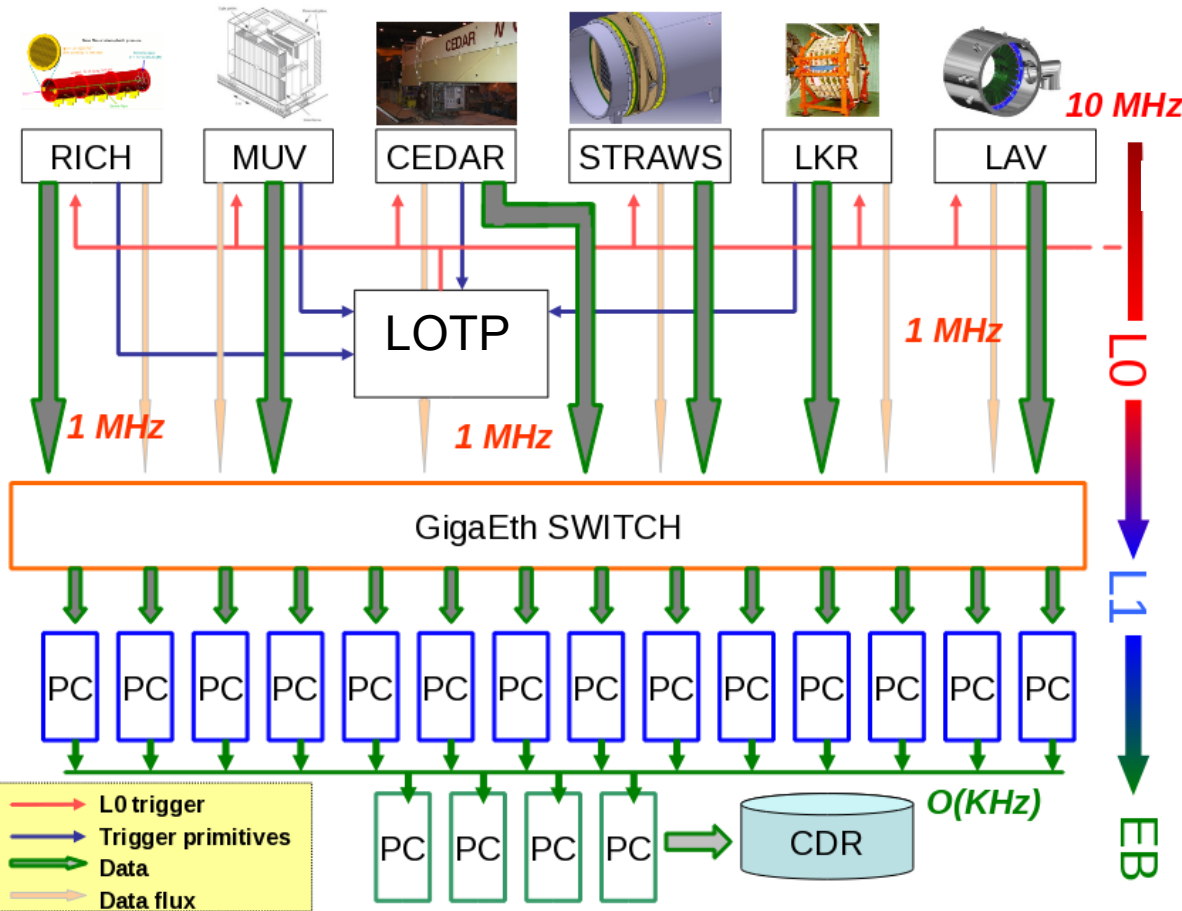 CEDAR
10 MHz
RICH
MUV
CEDAR
STRAWS
LKR
LAV
L0TP
1 MHz
L0
1 MHz
1 MHz
GigaEth SWITCH
L1
PC
PC
PC
PC
PC
PC
PC
PC
PC
PC
PC
PC
PC
PC
O(KHz)
L0 trigger
Trigger primitives
Data
Data flux
PC
PC
PC
PC
CDR
EB